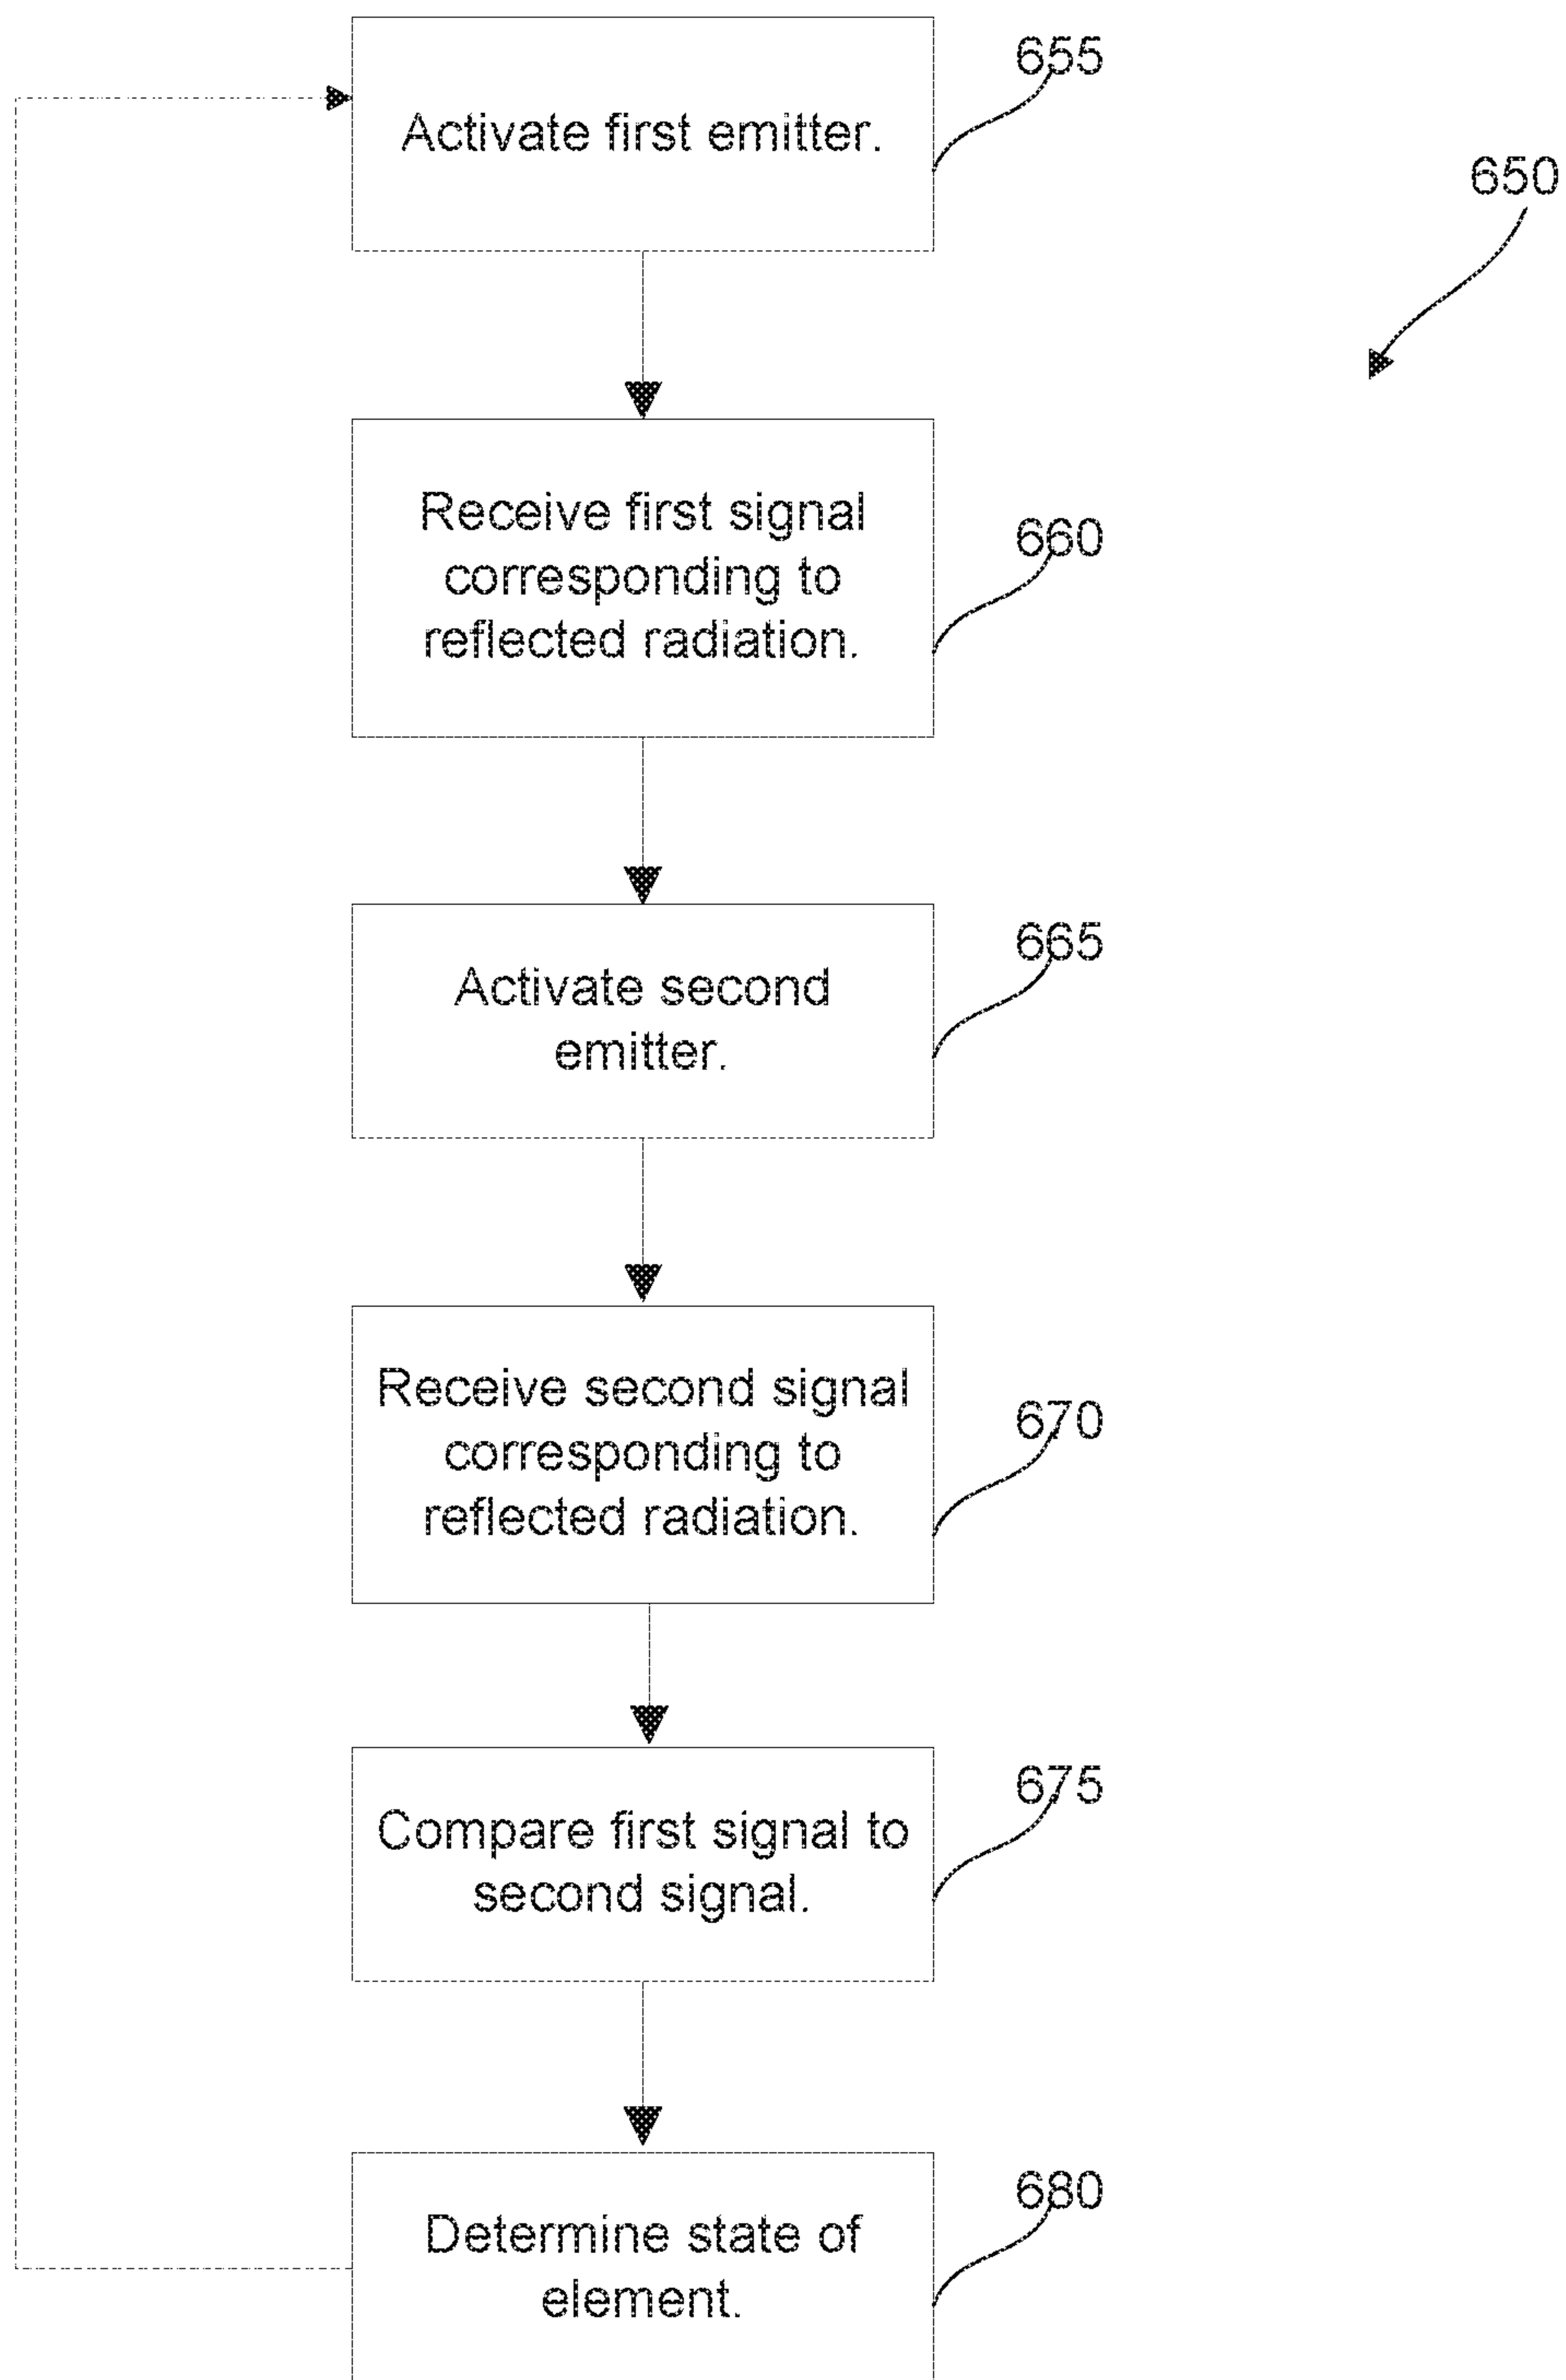 655
Activate first emitter.
650
Receive first signal
corresponding to
reflected radiation.
660
665
Activate second
emitter.
Receive second signal
corresponding to
reflected radiation.
670
675
Compare first signal to
second signal.
680
Determine state of
element.